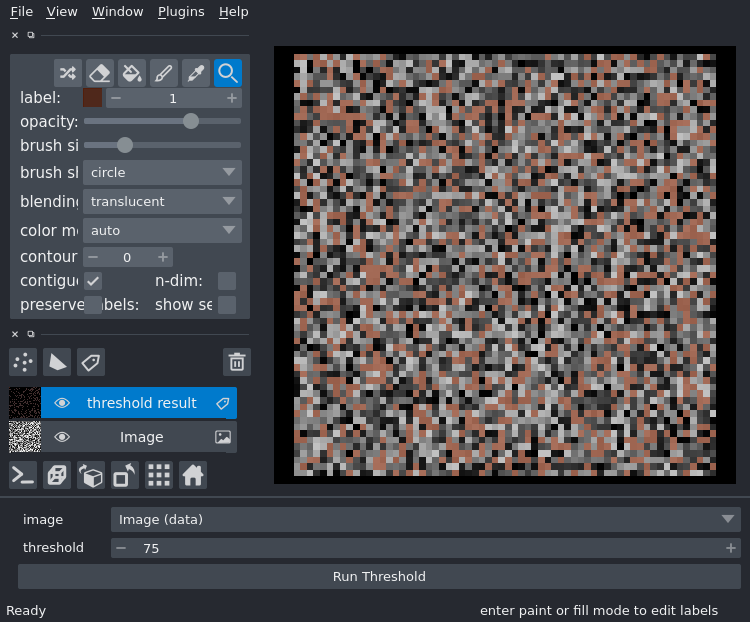 File View Window Plugins Help
label: 1
opacity:
brush si
brush sl circle
blending translucent
color m auto
contour 0
contigu n-dim:
preserve abels: show se
threshold result
Image
image Image (data)
threshold 75
Run Threshold
Ready enter paint or fill mode to edit labels